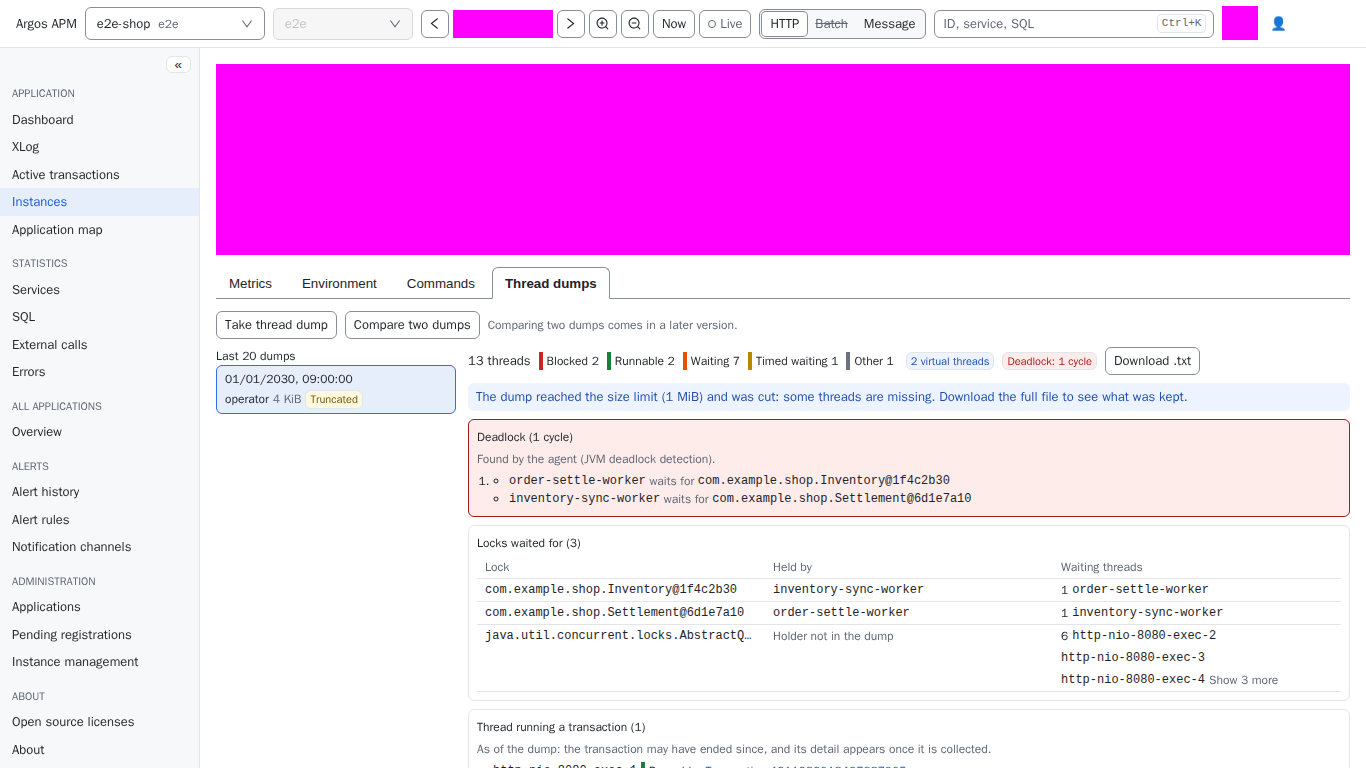 Argos APM
e2e-shop e2e
e2e
Now
Live
HTTP
Batch
Message
ID, service, SQL
Ctrl+K
«
APPLICATION
Dashboard
XLog
Active transactions
Instances
Application map
STATISTICS
Services
SQL
External calls
Errors
ALL APPLICATIONS
Overview
ALERTS
Alert history
Alert rules
Notification channels
ADMINISTRATION
Applications
Pending registrations
Instance management
ABOUT
Open source licenses
About
Metrics
Environment
Commands
Thread dumps
Take thread dump
Compare two dumps
Comparing two dumps comes in a later version.
Last 20 dumps
01/01/2030, 09:00:00
operator 4 KiB Truncated
13 threads Blocked 2 Runnable 2 Waiting 7 Timed waiting 1 Other 1 2 virtual threads Deadlock: 1 cycle Download .txt
The dump reached the size limit (1 MiB) and was cut: some threads are missing. Download the full file to see what was kept.
Deadlock (1 cycle)
Found by the agent (JVM deadlock detection).
1. order-settle-worker waits for com.example.shop.Inventory@1f4c2b30
inventory-sync-worker waits for com.example.shop.Settlement@6d1e7a10
Locks waited for (3)
Lock Held by Waiting threads
com.example.shop.Inventory@1f4c2b30 inventory-sync-worker 1 order-settle-worker
com.example.shop.Settlement@6d1e7a10 order-settle-worker 1 inventory-sync-worker
java.util.concurrent.locks.AbstractQ… Holder not in the dump 6 http-nio-8080-exec-2
http-nio-8080-exec-3
http-nio-8080-exec-4 Show 3 more
Thread running a transaction (1)
As of the dump: the transaction may have ended since, and its detail appears once it is collected.